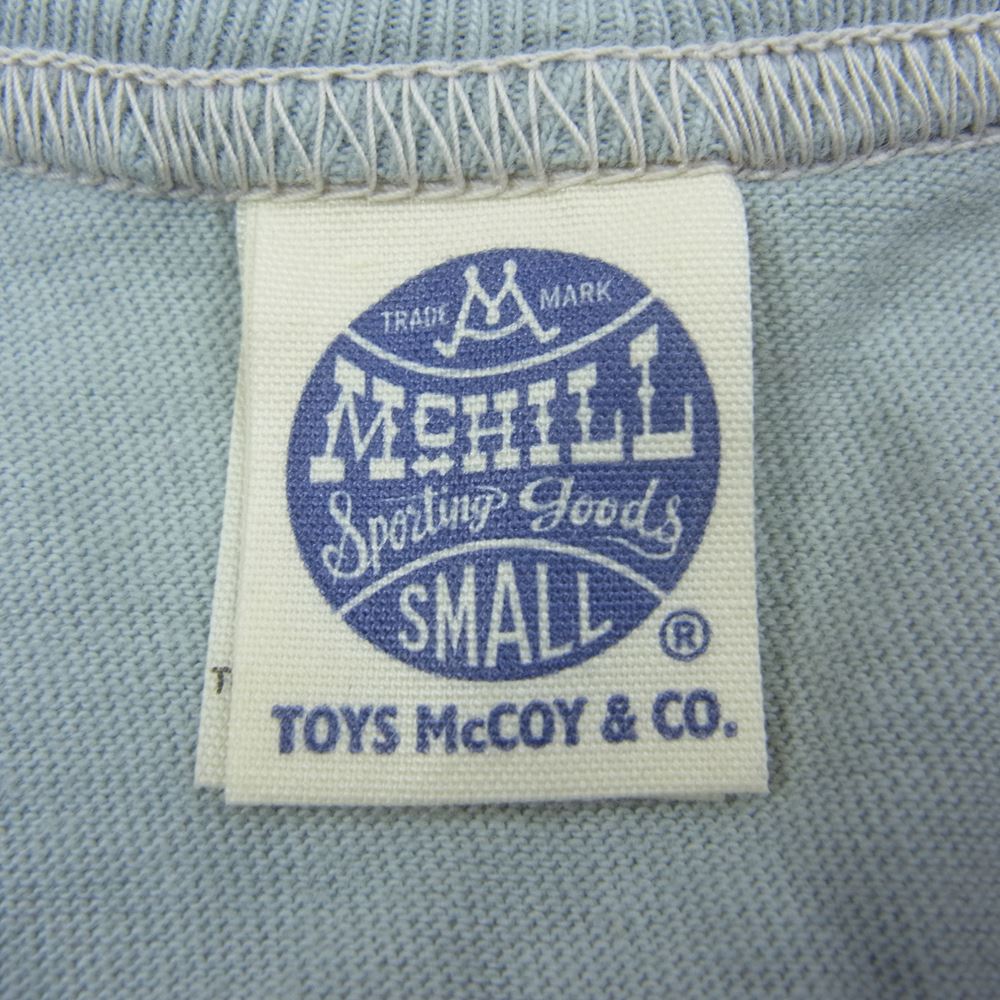 TRADE MARK
McHILL
Sporting Goods
SMALL
®
TOYS McCOY & CO.
T